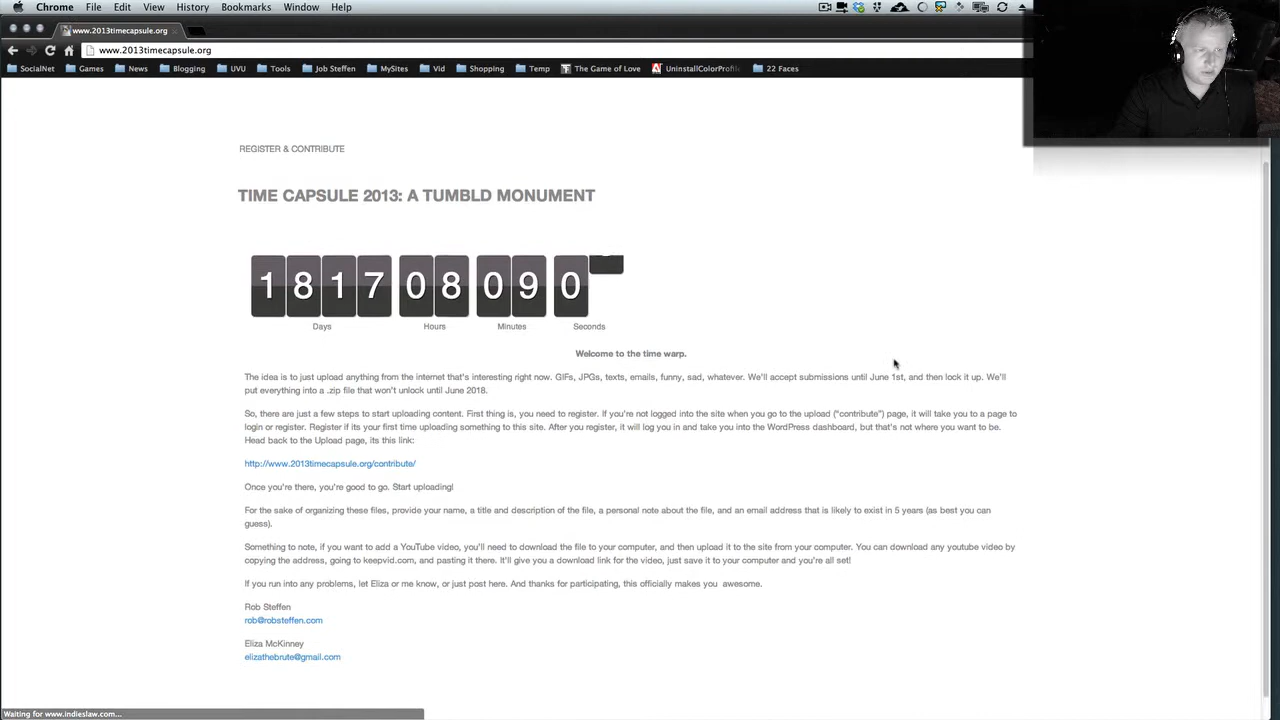 Chrome File Edit View History Bookmarks Window Help
www.2013timecapsule.org
www.2013timecapsule.org
SocialNet Games News Blogging UVU Tools Job Steffen MySites Vid Shopping Temp The Game of Love UninstallColorProfi 22 Faces
REGISTER & CONTRIBUTE
TIME CAPSULE 2013: A TUMBLD MONUMENT
1817 08 09 0
Days Hours Minutes Seconds
Welcome to the time warp.
The idea is to just upload anything from the internet that's interesting right now. GIFs, JPGs, texts, emails, funny, sad, whatever. We'll accept submissions until June 1st, and then lock it up. We'll
put everything into a .zip file that won't unlock until June 2018.
So, there are just a few steps to start uploading content. First thing is, you need to register. If you're not logged into the site when you go to the upload ("contribute") page, it will take you to a page to
login or register. Register if its your first time uploading something to this site. After you register, it will log you in and take you into the WordPress dashboard, but that's not where you want to be.
Head back to the Upload page, its this link:
http://www.2013timecapsule.org/contribute/
Once you're there, you're good to go. Start uploading!
For the sake of organizing these files, provide your name, a title and description of the file, a personal note about the file, and an email address that is likely to exist in 5 years (as best you can
guess).
Something to note, if you want to add a YouTube video, you'll need to download the file to your computer, and then upload it to the site from your computer. You can download any youtube video by
copying the address, going to keepvid.com, and pasting it there. It'll give you a download link for the video, just save it to your computer and you're all set!
If you run into any problems, let Eliza or me know, or just post here. And thanks for participating, this officially makes you  awesome.
Rob Steffen
rob@robsteffen.com
Eliza McKinney
elizathebrute@gmail.com
Waiting for www.indieslaw.com...